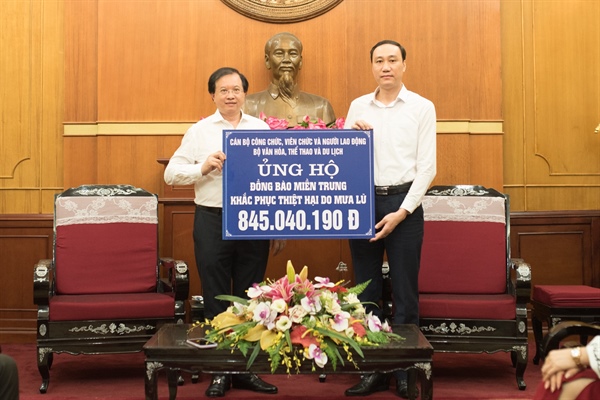 CÁN BỘ CÔNG CHỨC, VIÊN CHỨC VÀ NGƯỜI LAO ĐỘNG
BỘ VĂN HÓA, THỂ THAO VÀ DU LỊCH
ỦNG HỘ
ĐỒNG BÀO MIỀN TRUNG
KHẮC PHỤC THIỆT HẠI DO MƯA LŨ
845.040.190 Đ